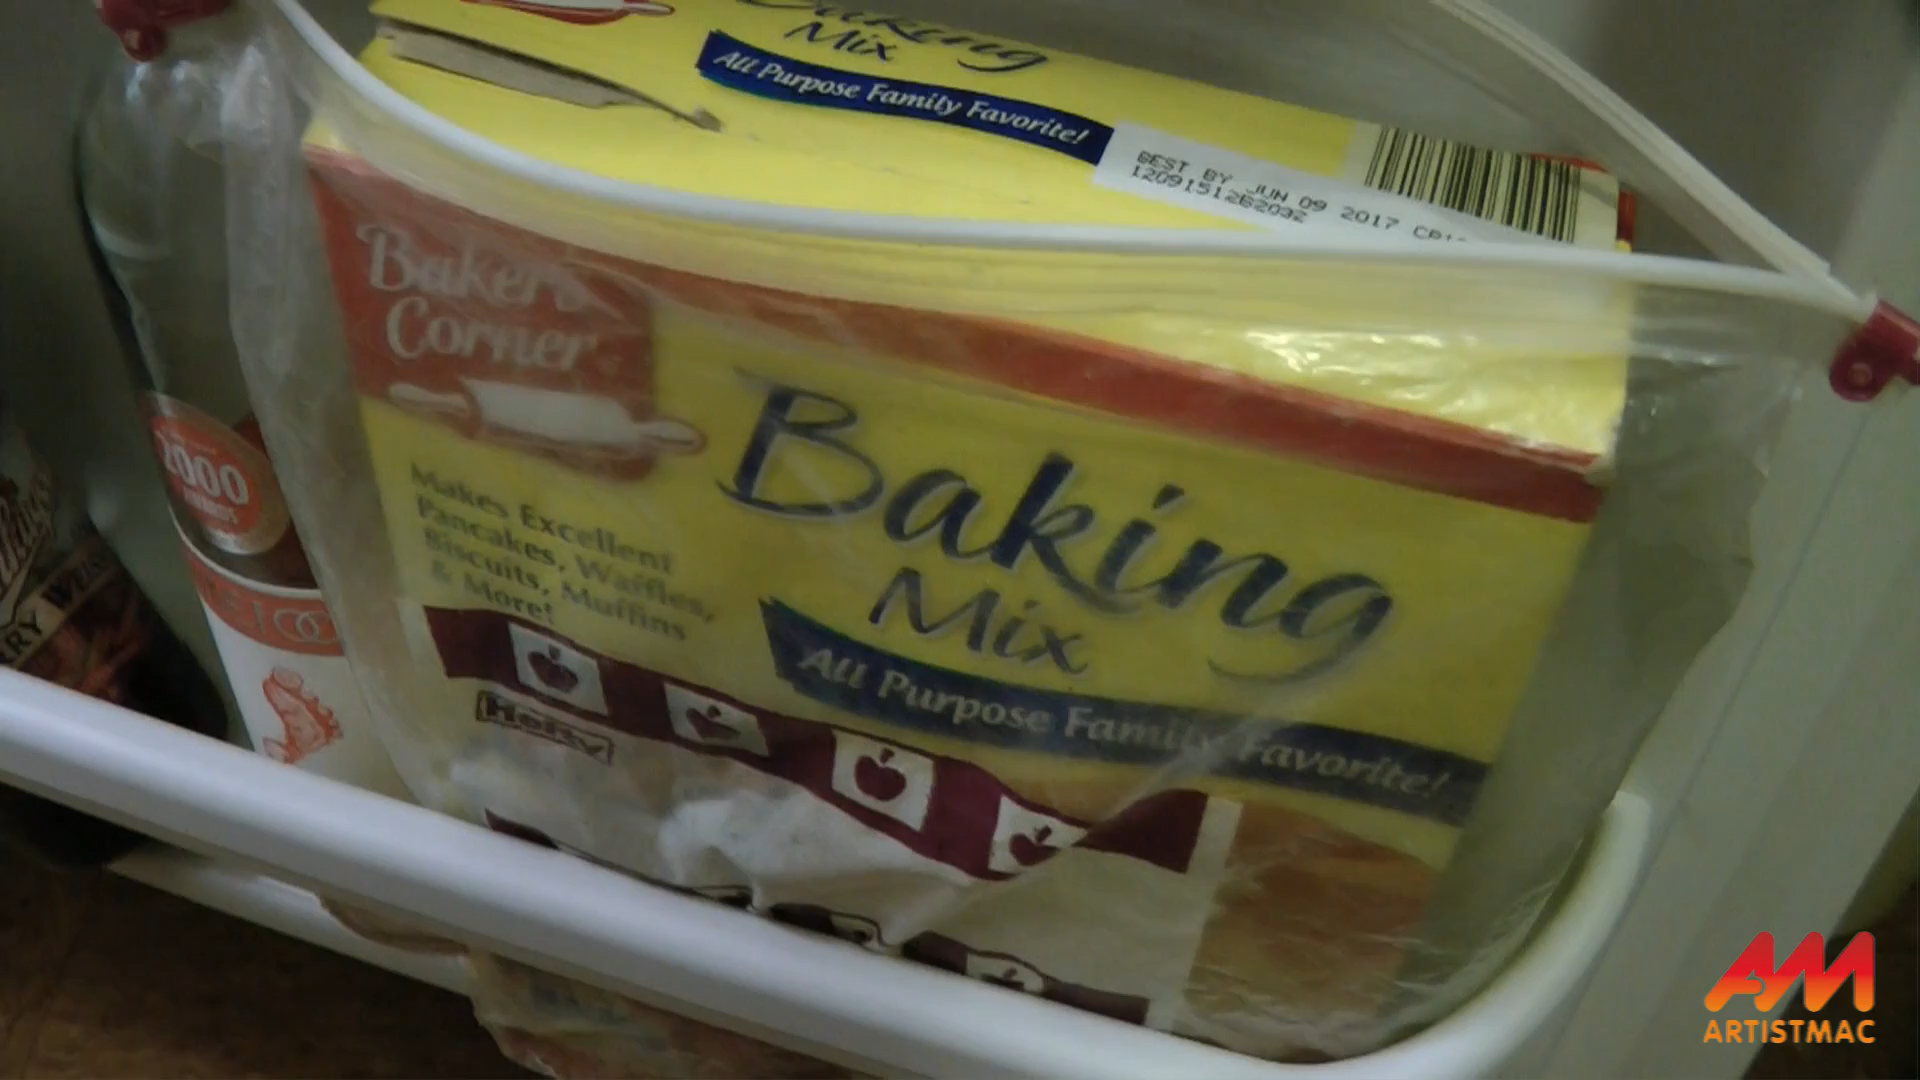 Baking
Mix
All Purpose Family Favorite!
BEST BY JUN 09 2017
Baker's
Corner
Baking
Mix
All Purpose Family Favorite!
Makes Excellent
Pancakes, Waffles,
Biscuits, Muffins
& More!
Hefty
2000
ARTISTMAC